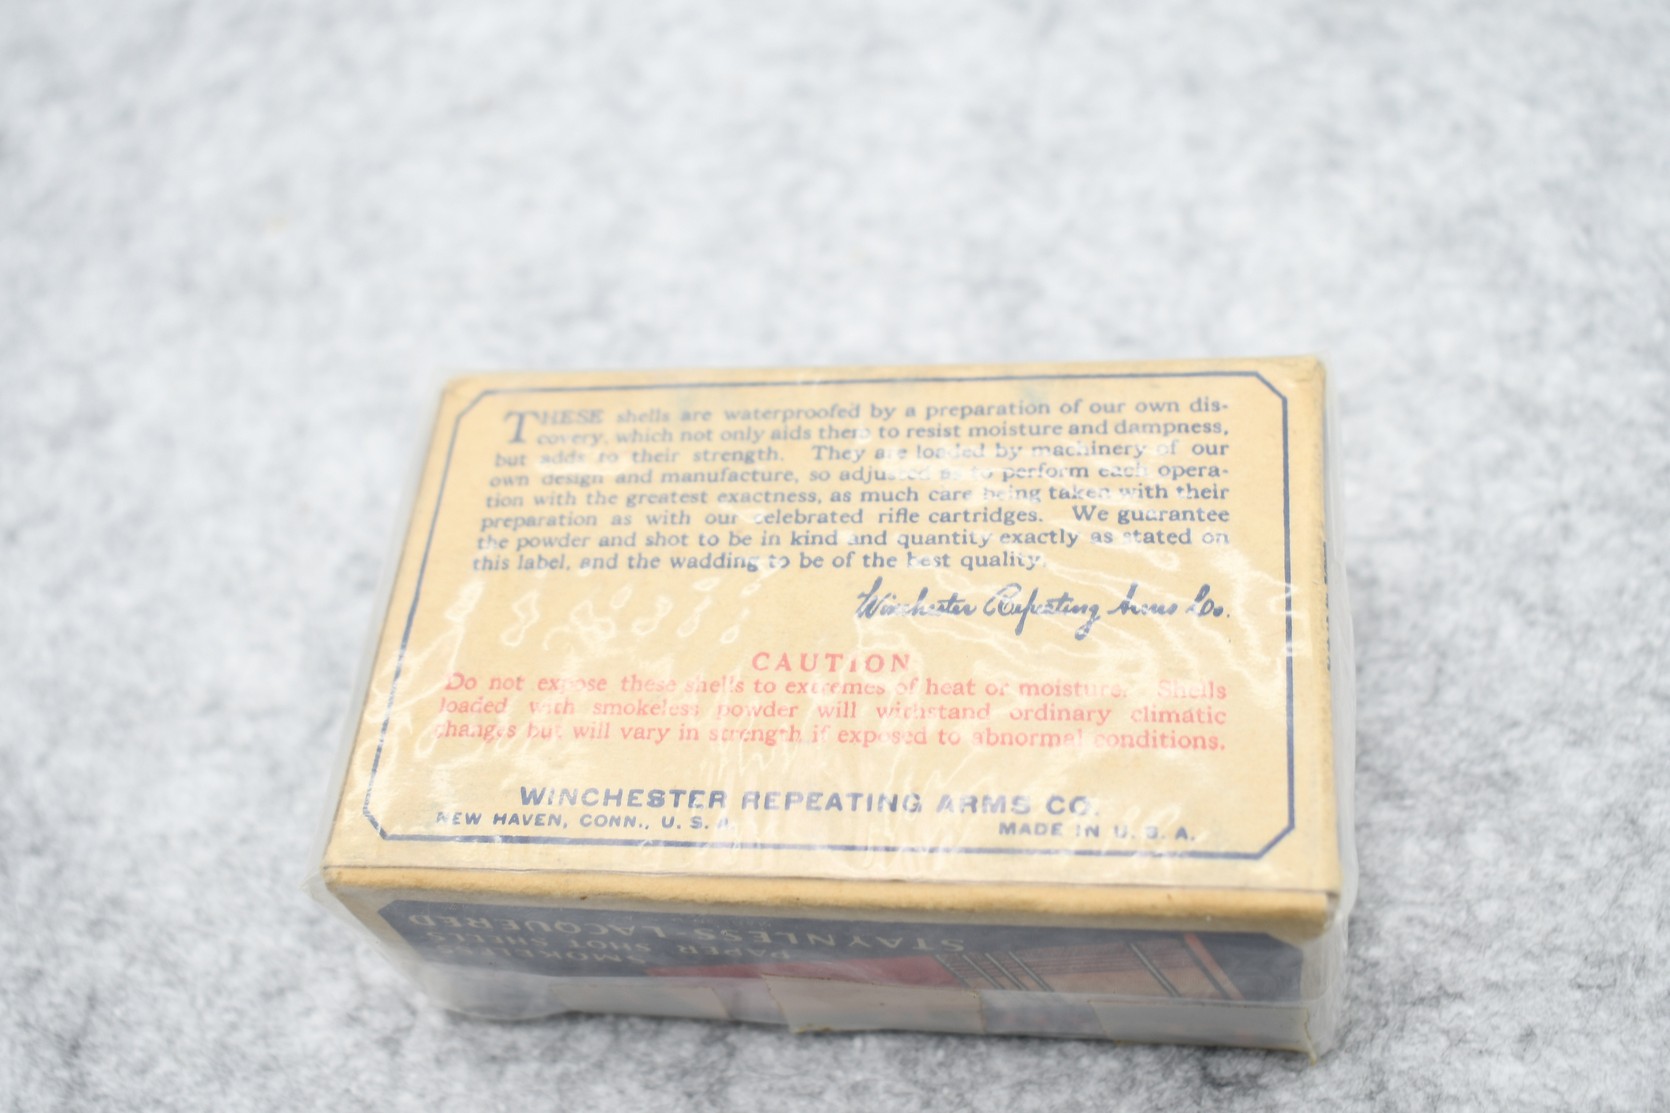 THESE shells are waterproofed by a preparation of our own dis-
covery, which not only aids them to resist moisture and dampness,
but adds to their strength. They are loaded by machinery of our
own design and manufacture, so adjusted as to perform each opera-
tion with the greatest exactness, as much care being taken with their
preparation as with our celebrated rifle cartridges. We guarantee
the powder and shot to be in kind and quantity exactly as stated on
this label, and the wadding to be of the best quality.
Winchester Repeating Arms Co.
CAUTION
Do not expose these shells to extremes of heat or moisture. Shells
loaded with smokeless powder will withstand ordinary climatic
changes but will vary in strength if exposed to abnormal conditions.
WINCHESTER REPEATING ARMS CO.
NEW HAVEN, CONN., U. S. A.
MADE IN U. S. A.
SMOKELESS
PAPER SHOT SHELLS
STAYNLESS LACQUERED